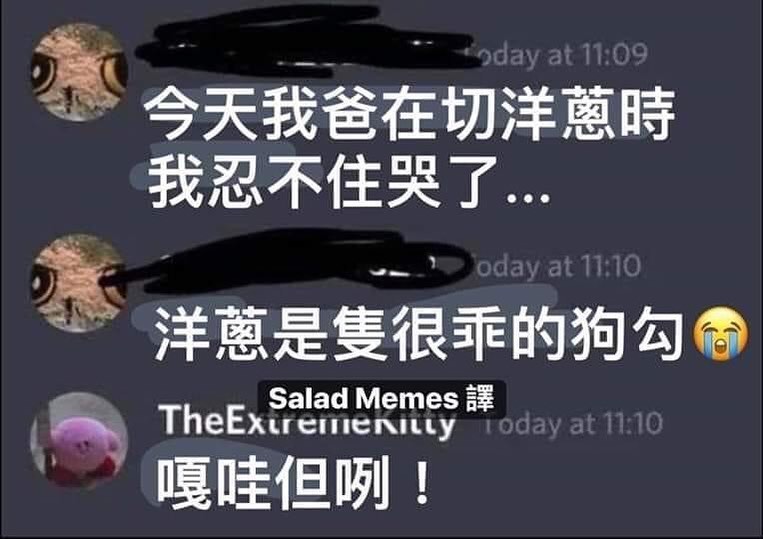 oday at 11:09
今天我爸在切洋蔥時
我忍不住哭了...
oday at 11:10
洋蔥是隻很乖的狗勾😭
Salad Memes 譯
TheExtremeKitty Today at 11:10
嘎哇但咧！